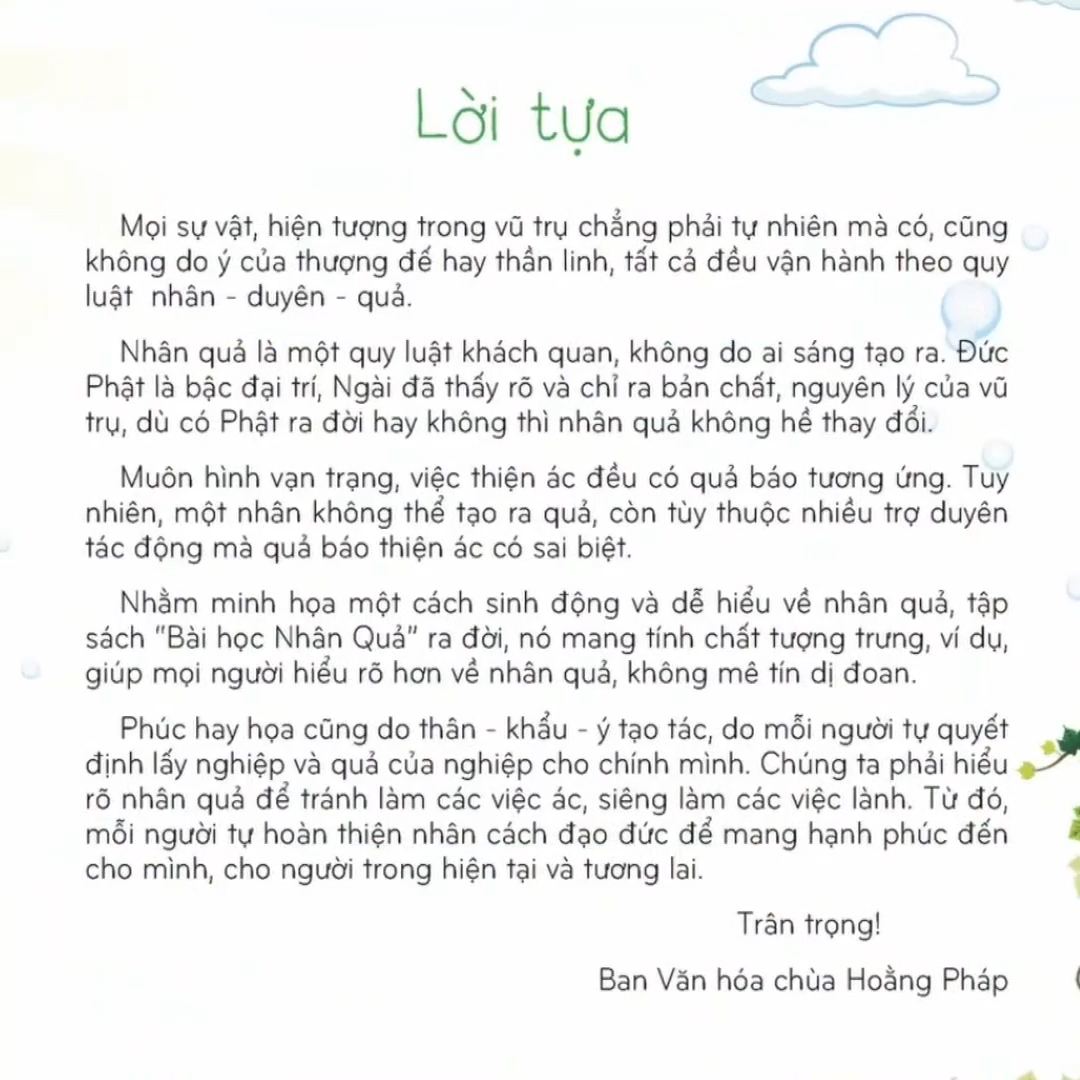 Lời tựa
Mọi sự vật, hiện tượng trong vũ trụ chẳng phải tự nhiên mà có, cũng
không do ý của thượng đế hay thần linh, tất cả đều vận hành theo quy
luật nhân - duyên - quả.
Nhân quả là một quy luật khách quan, không do ai sáng tạo ra. Đức
Phật là bậc đại trí, Ngài đã thấy rõ và chỉ ra bản chất, nguyên lý của vũ
trụ, dù có Phật ra đời hay không thì nhân quả không hề thay đổi.
Muôn hình vạn trạng, việc thiện ác đều có quả báo tương ứng. Tuy
nhiên, một nhân không thể tạo ra quả, còn tùy thuộc nhiều trợ duyên
tác động mà quả báo thiện ác có sai biệt.
Nhằm minh họa một cách sinh động và dễ hiểu về nhân quả, tập
sách "Bài học Nhân Quả" ra đời, nó mang tính chất tượng trưng, ví dụ,
giúp mọi người hiểu rõ hơn về nhân quả, không mê tín dị đoan.
Phúc hay họa cũng do thân - khẩu - ý tạo tác, do mỗi người tự quyết
định lấy nghiệp và quả của nghiệp cho chính mình. Chúng ta phải hiểu
rõ nhân quả để tránh làm các việc ác, siêng làm các việc lành. Từ đó,
mỗi người tự hoàn thiện nhân cách đạo đức để mang hạnh phúc đến
cho mình, cho người trong hiện tại và tương lai.
Trân trọng!
Ban Văn hóa chùa Hoằng Pháp